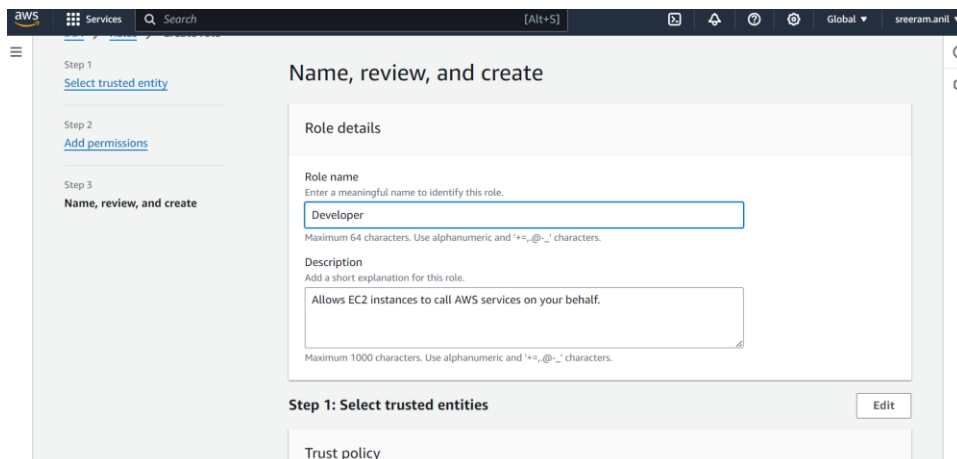 aws Services Search [Alt+S] Global sreeram.anil
Step 1
Select trusted entity
Step 2
Add permissions
Step 3
Name, review, and create
Name, review, and create
Role details
Role name
Enter a meaningful name to identify this role.
Developer
Maximum 64 characters. Use alphanumeric and '+=,.@-_' characters.
Description
Add a short explanation for this role.
Allows EC2 instances to call AWS services on your behalf.
Maximum 1000 characters. Use alphanumeric and '+=,.@-_' characters.
Step 1: Select trusted entities
Edit
Trust policy